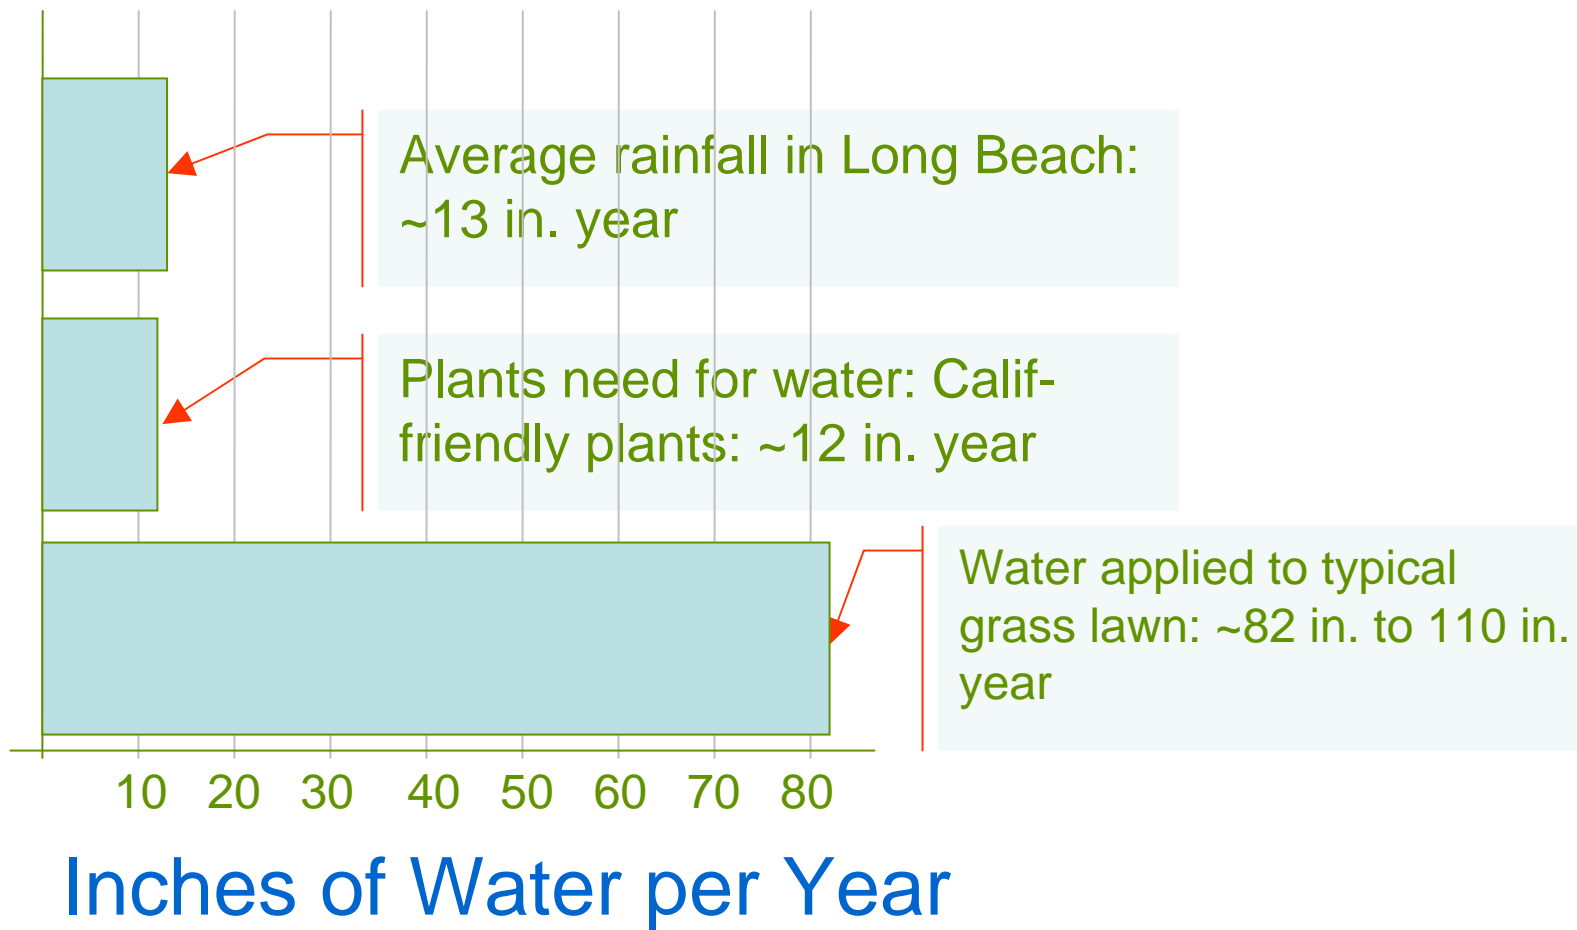 Average rainfall in Long Beach:
~13 in. year
Plants need for water: Calif-
friendly plants: ~12 in. year
Water applied to typical
grass lawn: ~82 in. to 110 in.
year
10 20 30 40 50 60 70 80
Inches of Water per Year